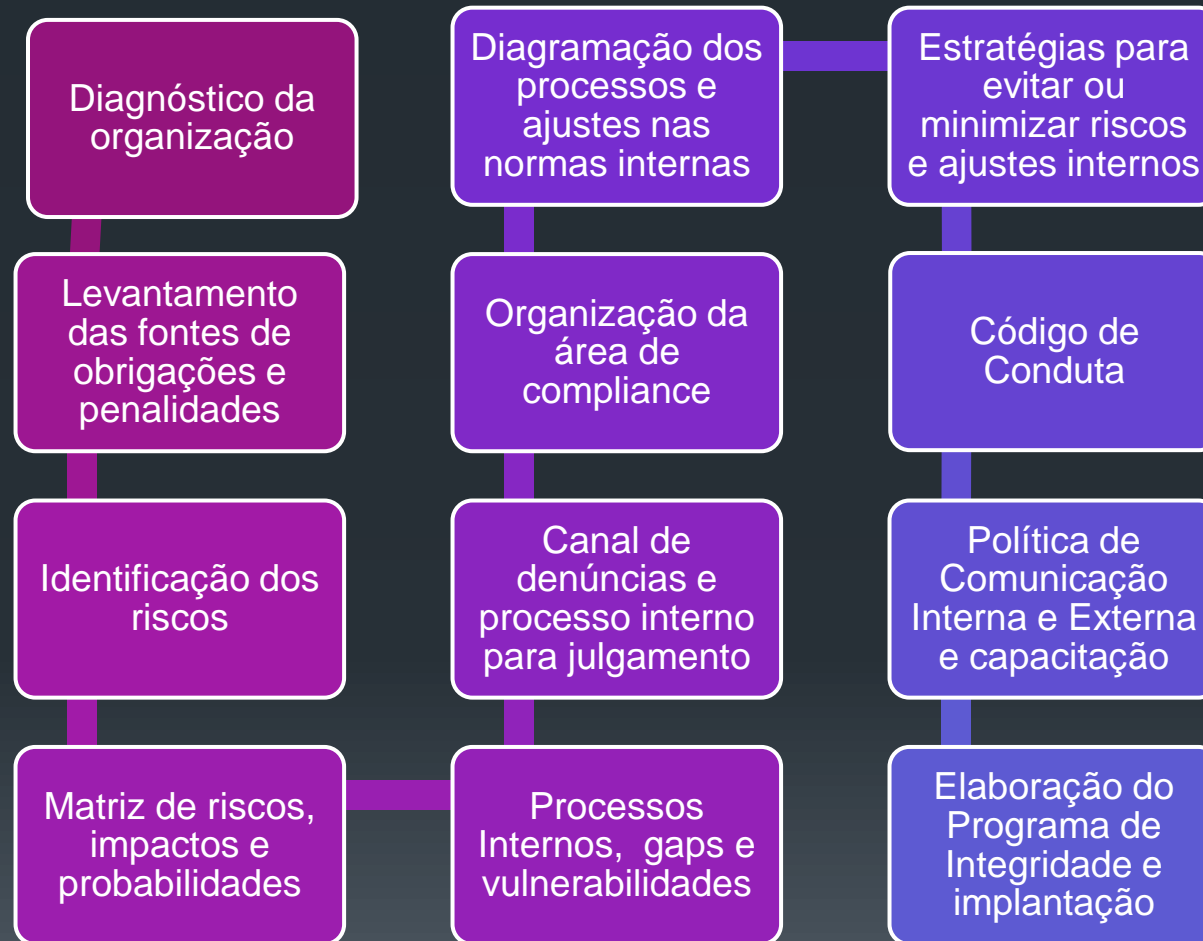 Diagnóstico da
organização
Levantamento
das fontes de
obrigações e
penalidades
Identificação dos
riscos
Matriz de riscos,
impactos e
probabilidades
Processos
Internos, gaps e
vulnerabilidades
Canal de
denúncias e
processo interno
para julgamento
Organização da
área de
compliance
Diagramação dos
processos e
ajustes nas
normas internas
Estratégias para
evitar ou
minimizar riscos
e ajustes internos
Código de
Conduta
Política de
Comunicação
Interna e Externa
e capacitação
Elaboração do
Programa de
Integridade e
implantação